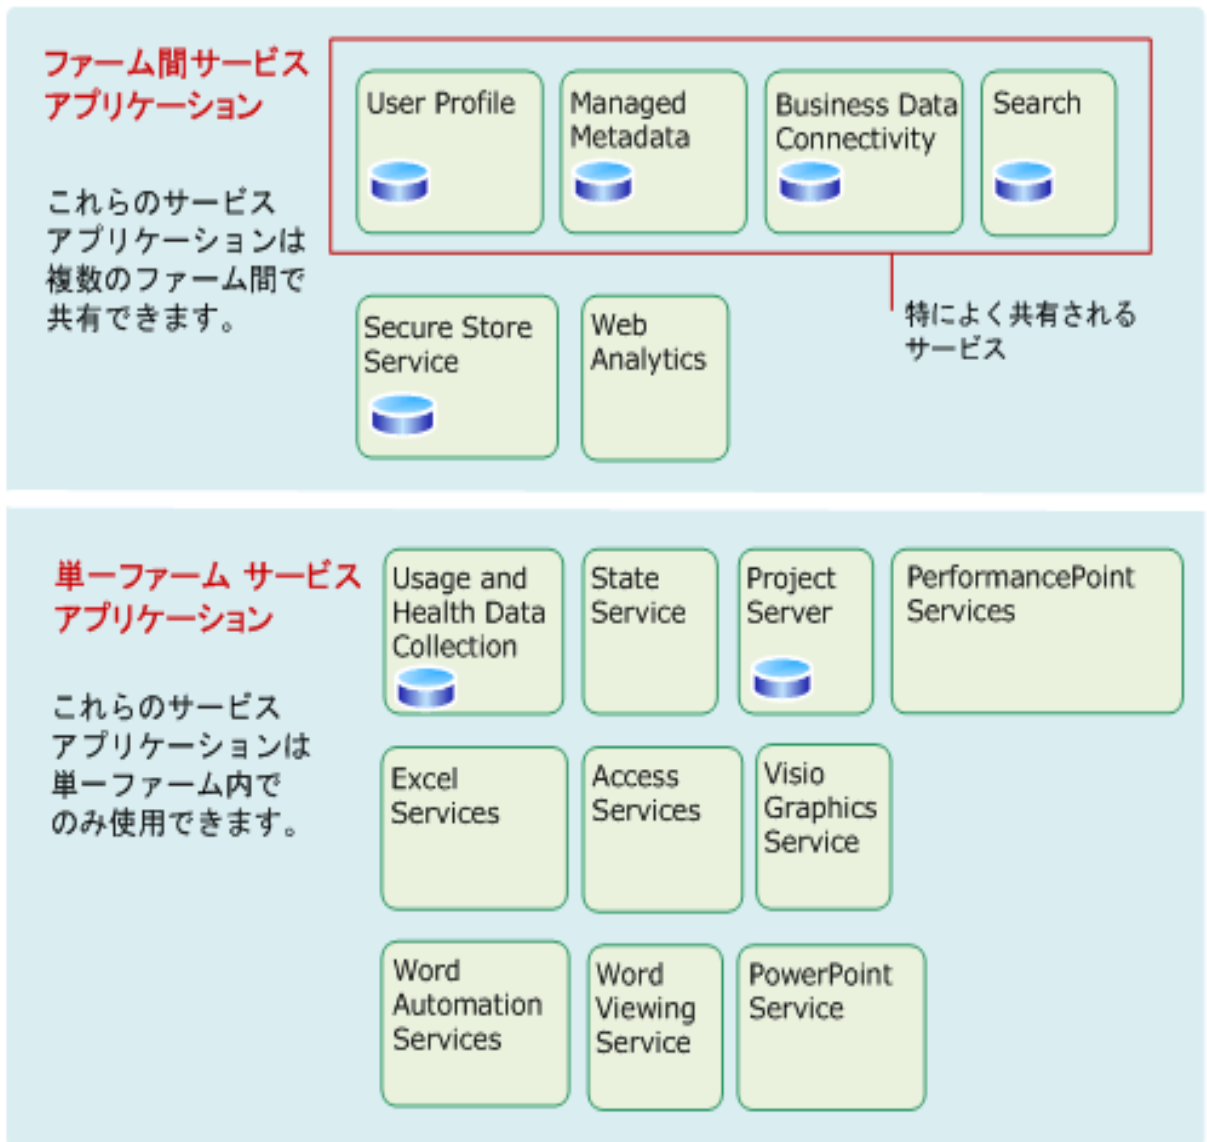 ファーム間サービス
アプリケーション
これらのサービス
アプリケーションは
複数のファーム間で
共有できます。
User Profile
Managed
Metadata
Business Data
Connectivity
Search
Secure Store
Service
Web
Analytics
特によく共有される
サービス
単一ファーム サービス
アプリケーション
これらのサービス
アプリケーションは
単一ファーム内で
のみ使用できます。
Usage and
Health Data
Collection
State
Service
Project
Server
PerformancePoint
Services
Excel
Services
Access
Services
Visio
Graphics
Service
Word
Automation
Services
Word
Viewing
Service
PowerPoint
Service